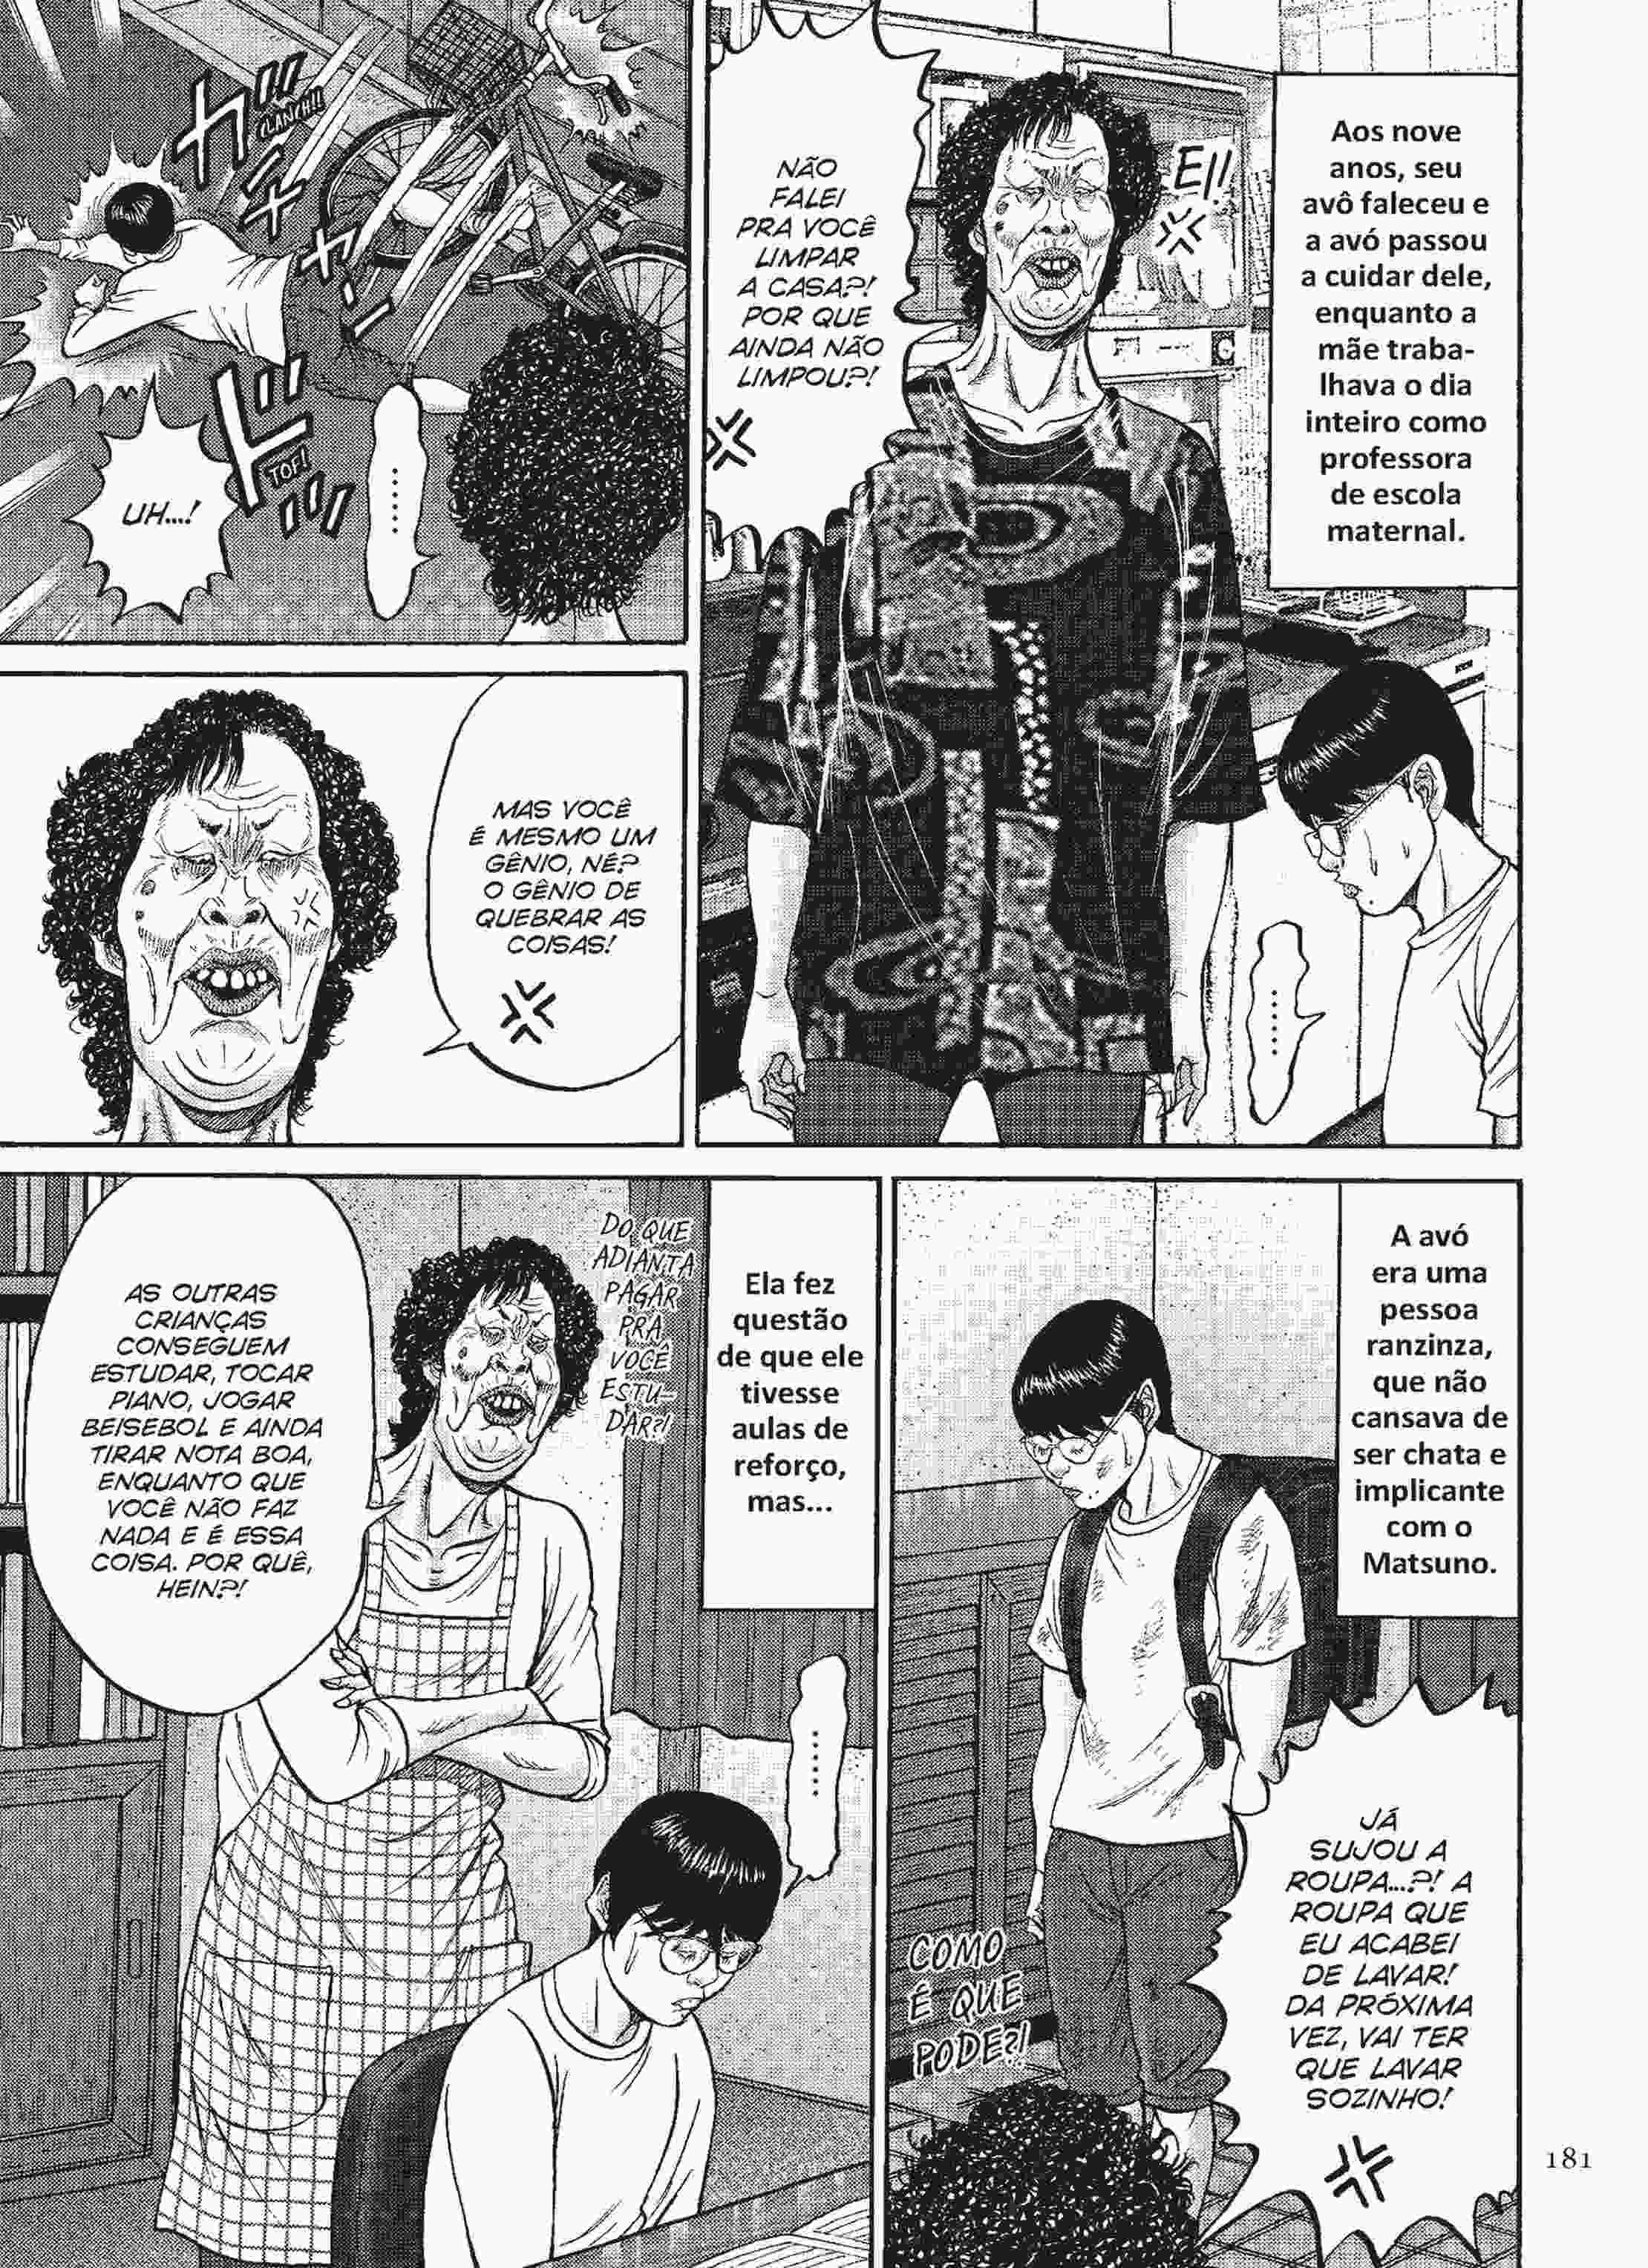 Aos nove
anos, seu
avô faleceu e
a avó passou
a cuidar dele,
enquanto a
mãe traba-
lhava o dia
inteiro como
professora
de escola
maternal.
EI!
NÃO
FALEI
PRA VOCÊ
LIMPAR
A CASA?!
POR QUE
AINDA NÃO
LIMPOU?!
......
ガガシャッ
CLANCH!!
ドッ
TOF!
UH...!
......
MAS VOCÊ
É MESMO UM
GÊNIO, NÉ?
O GÊNIO DE
QUEBRAR AS
COISAS!
A avó
era uma
pessoa
ranzinza,
que não
cansava de
ser chata e
implicante
com o
Matsuno.
JÁ
SUJOU A
ROUPA...?! A
ROUPA QUE
EU ACABEI
DE LAVAR!
DA PRÓXIMA
VEZ, VAI TER
QUE LAVAR
SOZINHO!
COMO
É QUE
PODE?!
Ela fez
questão
de que ele
tivesse
aulas de
reforço,
mas...
DO QUE
ADIANTA
PAGAR
PRA
VOCÊ
ESTU-
DAR?!
AS OUTRAS
CRIANÇAS
CONSEGUEM
ESTUDAR, TOCAR
PIANO, JOGAR
BEISEBOL E AINDA
TIRAR NOTA BOA,
ENQUANTO QUE
VOCÊ NÃO FAZ
NADA E É ESSA
COISA. POR QUÊ,
HEIN?!
......
181